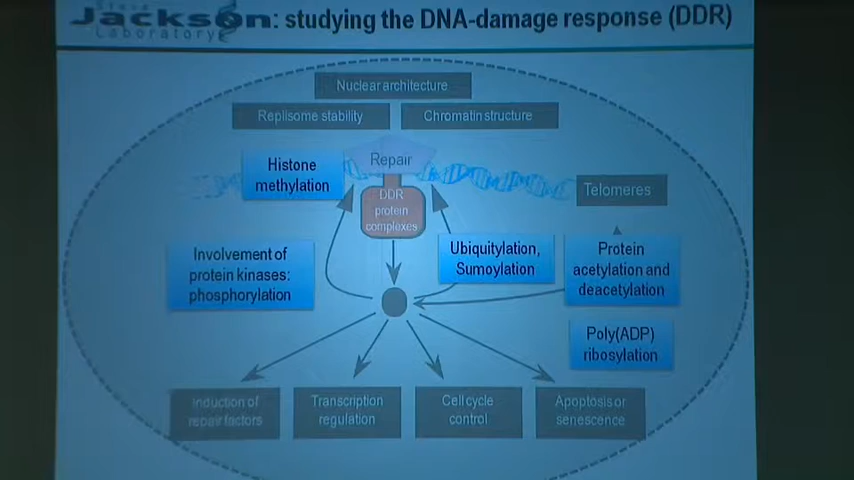 Steve
Jackson: studying the DNA-damage response (DDR)
Laboratory
Nuclear architecture
Replisome stability
Chromatin structure
Histone
methylation
Repair
Telomeres
DDR
protein
complexes
Involvement of
protein kinases:
phosphorylation
Ubiquitylation,
Sumoylation
Protein
acetylation and
deacetylation
Poly(ADP)
ribosylation
Induction of
repair factors
Transcription
regulation
Cell cycle
control
Apoptosis or
senescence